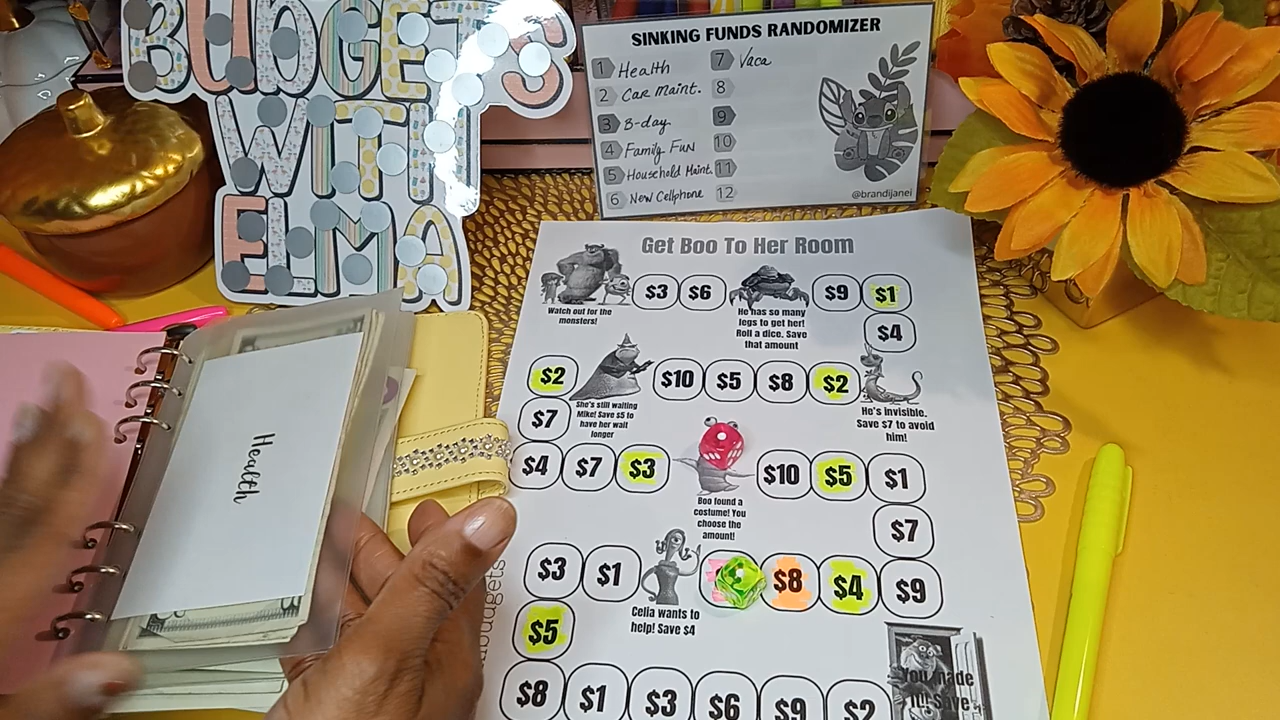 BUDGETS
WITH
ELMA
SINKING FUNDS RANDOMIZER
1 Health
2 Car Maint.
3 B-day
4 Family Fun
5 Household Maint.
6 New Cellphone
7 Vaca
8
9
10
11
12
@brandijanei
Get Boo To Her Room
Watch out for the
monsters!
$3 $6
He has so many
legs to get her!
Roll a dice. Save
that amount
$9 $1
$4
$2
She's still waiting
Mike! Save $5 to
have her wait
longer
$10 $5 $8 $2
He's invisible.
Save $7 to avoid
him!
$7
$4 $7 $3
Boo found a
costume! You
choose the
amount!
$10 $5 $1
$7
$3 $1
Celia wants to
help! Save $4
$8 $4 $9
$5
$8 $1 $3 $6 $9 $2
You made
it! Save
budgets
Health